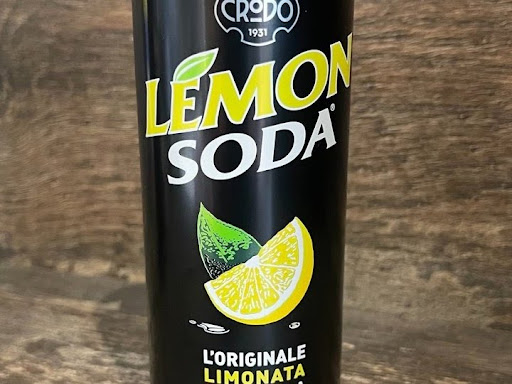 CRODO
1931
LEMON
SODA®
L'ORIGINALE
LIMONATA